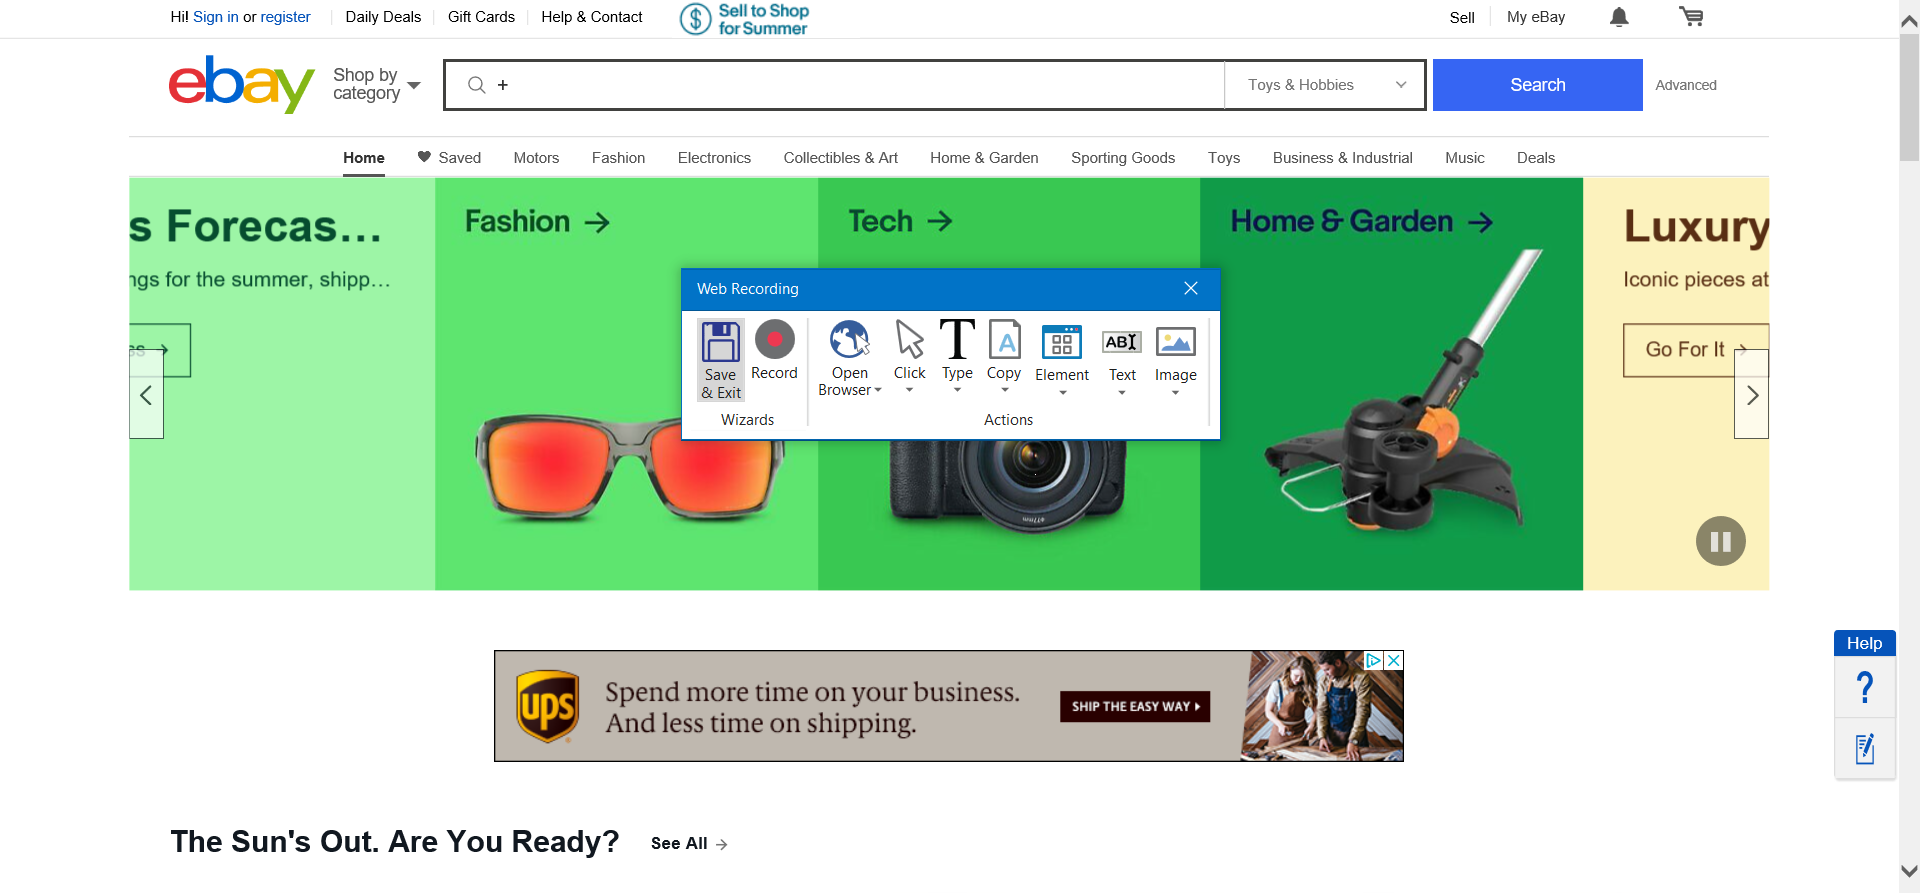 Hi! Sign in or register Daily Deals Gift Cards Help & Contact
Sell to Shop
for Summer
Sell My eBay
ebay
Shop by
category
+
Toys & Hobbies
Search
Advanced
Home Saved Motors Fashion Electronics Collectibles & Art Home & Garden Sporting Goods Toys Business & Industrial Music Deals
s Forecas...
ngs for the summer, shipp...
Fashion →
Tech →
Home & Garden →
Luxury
Iconic pieces at
Go For It →
Web Recording
Save
& Exit
Record
Wizards
Open
Browser
Click
Type
Copy
Element
ABI
Text
Image
Actions
ups
Spend more time on your business.
And less time on shipping.
SHIP THE EASY WAY
Help
?
The Sun's Out. Are You Ready?
See All →